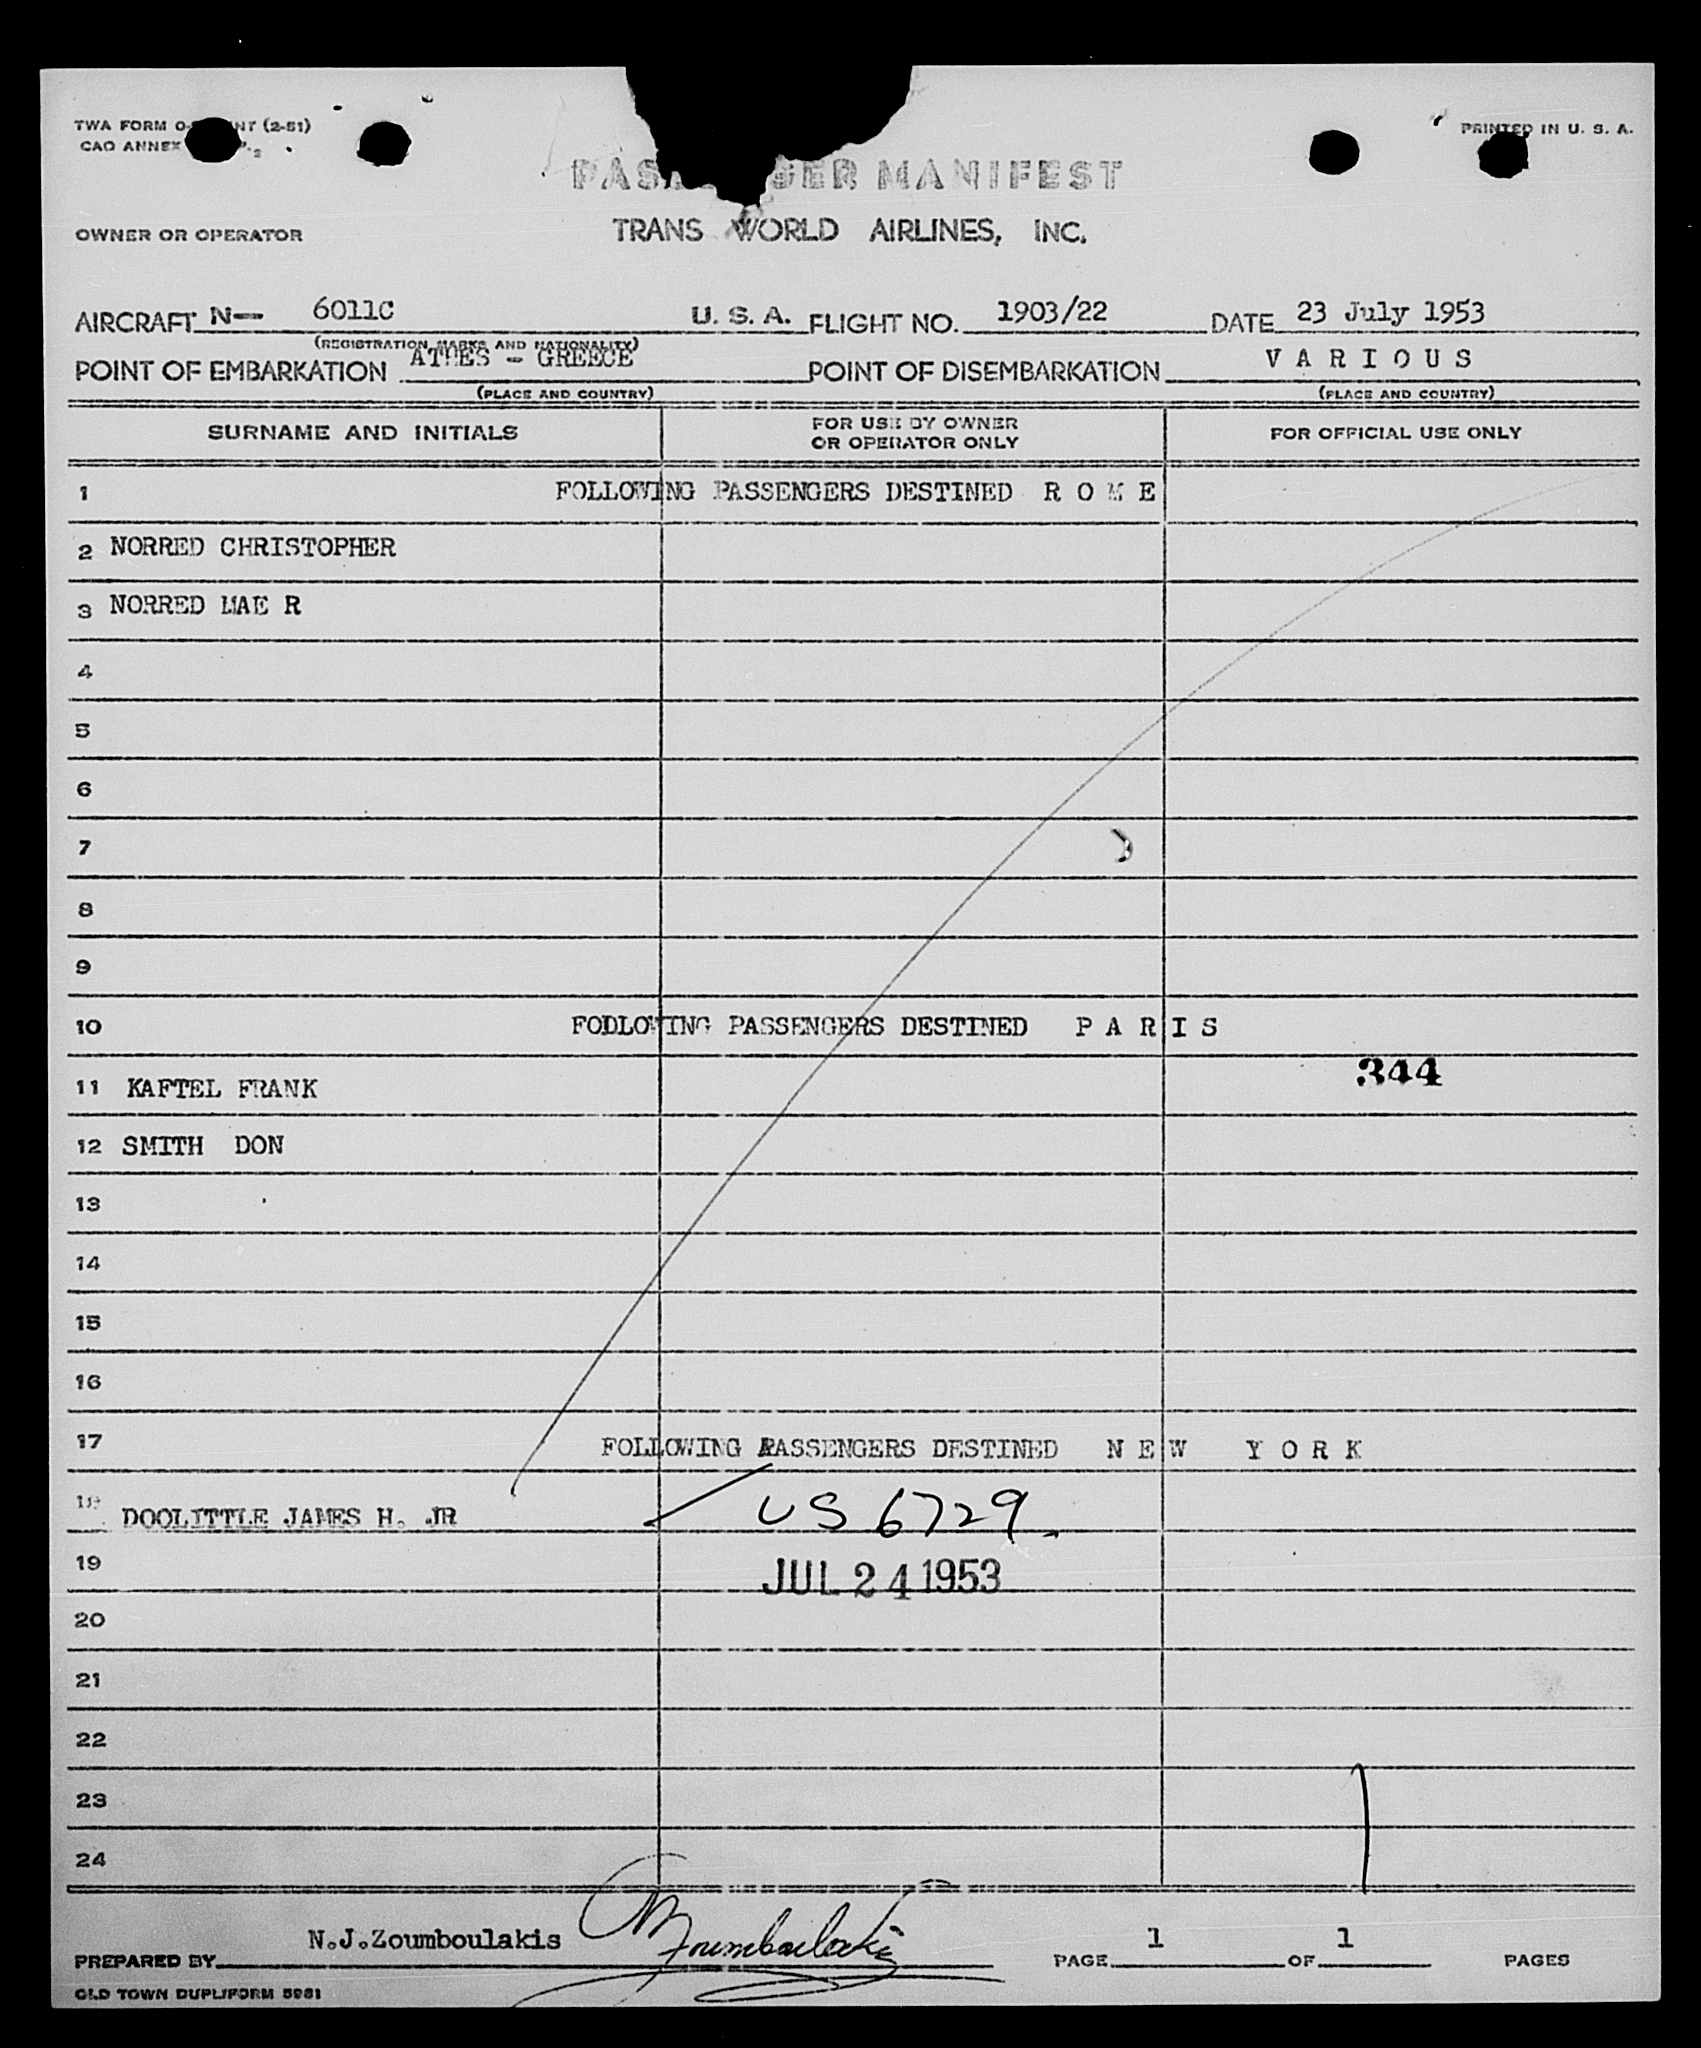 TWA FORM O- NT (2-51)
CAO ANNEX
PRINTED IN U. S. A.
PASSENGER MANIFEST
OWNER OR OPERATOR
TRANS WORLD AIRLINES, INC.
AIRCRAFT N-- 6011C U. S. A. FLIGHT NO. 1903/22 DATE 23 July 1953
(REGISTRATION MARKS AND NATIONALITY)
POINT OF EMBARKATION ATHES - GREECE POINT OF DISEMBARKATION V A R I O U S
(PLACE AND COUNTRY) (PLACE AND COUNTRY)
SURNAME AND INITIALS FOR USE BY OWNER OR OPERATOR ONLY FOR OFFICIAL USE ONLY
1 FOLLOWING PASSENGERS DESTINED R O M E
2 NORRED CHRISTOPHER
3 NORRED MAE R
4
5
6
7
8
9
10 FODLOWING PASSENGERS DESTINED P A R I S
344
11 KAFTEL FRANK
12 SMITH DON
13
14
15
16
17 FOLLOWING PASSENGERS DESTINED N E W Y O R K
18 DOOLITTLE JAMES H. JR US 6729
19 JUL 24 1953
20
21
22
23
24
PREPARED BY N.J.Zoumboulakis NJZoumboulakis PAGE 1 OF 1 PAGES
OLD TOWN DUPLIFORM 5981